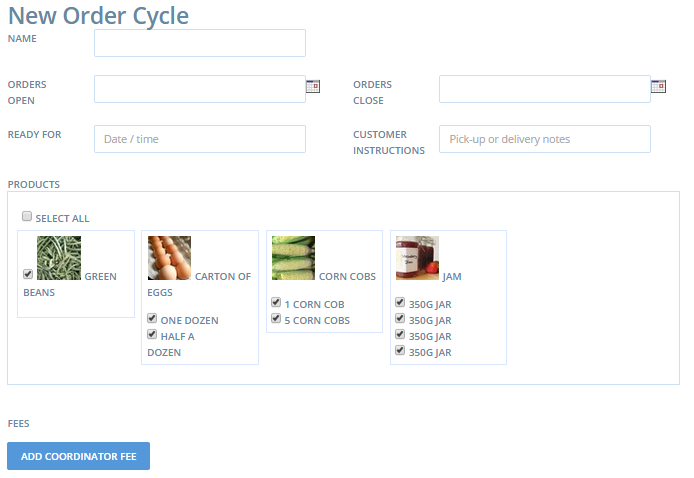 New Order Cycle
NAME
ORDERS OPEN
ORDERS CLOSE
READY FOR
Date / time
CUSTOMER INSTRUCTIONS
Pick-up or delivery notes
PRODUCTS
SELECT ALL
GREEN
BEANS
CARTON OF
EGGS
ONE DOZEN
HALF A
DOZEN
CORN COBS
1 CORN COB
5 CORN COBS
JAM
350G JAR
350G JAR
350G JAR
350G JAR
FEES
ADD COORDINATOR FEE